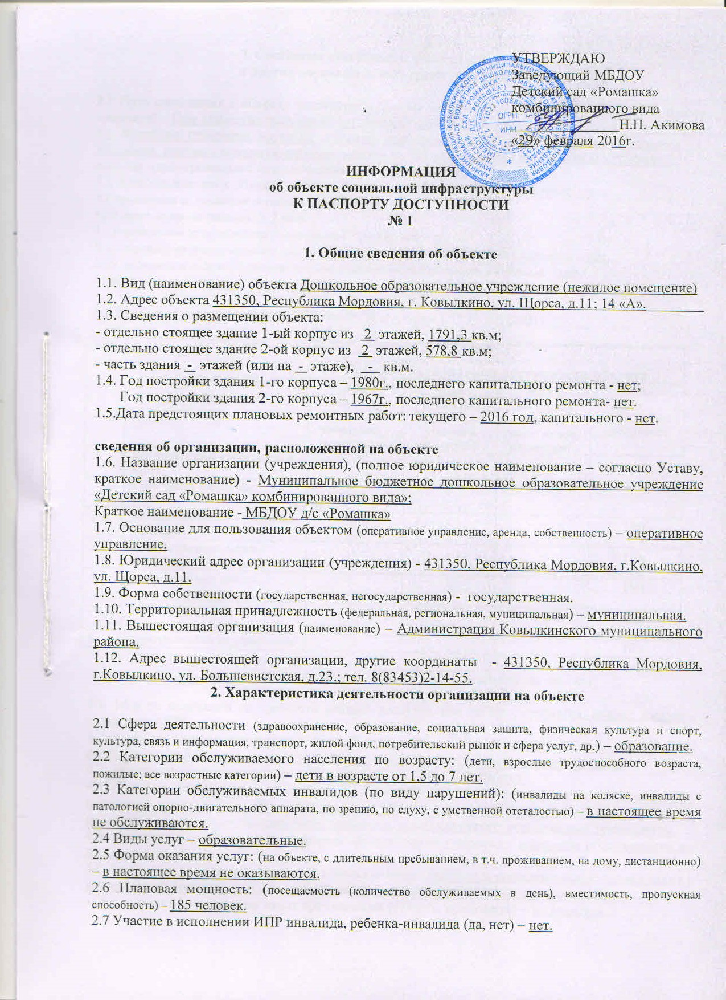 УТВЕРЖДАЮ
Заведующий МБДОУ
Детский сад «Ромашка»
комбинированного вида
Н.П. Акимова
«29» февраля 2016г.
ОГРН
ИНН
ИНФОРМАЦИЯ
об объекте социальной инфраструктуры
К ПАСПОРТУ ДОСТУПНОСТИ
№ 1
1. Общие сведения об объекте
1.1. Вид (наименование) объекта Дошкольное образовательное учреждение (нежилое помещение)
1.2. Адрес объекта 431350, Республика Мордовия, г. Ковылкино, ул. Щорса, д.11; 14 «А».
1.3. Сведения о размещении объекта:
- отдельно стоящее здание 1-ый корпус из 2 этажей, 1791,3 кв.м;
- отдельно стоящее здание 2-ой корпус из 2 этажей, 578,8 кв.м;
- часть здания - этажей (или на - этаже), - кв.м.
1.4. Год постройки здания 1-го корпуса – 1980г., последнего капитального ремонта - нет;
Год постройки здания 2-го корпуса – 1967г., последнего капитального ремонта- нет.
1.5.Дата предстоящих плановых ремонтных работ: текущего – 2016 год, капитального - нет.
сведения об организации, расположенной на объекте
1.6. Название организации (учреждения), (полное юридическое наименование – согласно Уставу,
краткое наименование) - Муниципальное бюджетное дошкольное образовательное учреждение
«Детский сад «Ромашка» комбинированного вида»;
Краткое наименование - МБДОУ д/с «Ромашка»
1.7. Основание для пользования объектом (оперативное управление, аренда, собственность) – оперативное
управление.
1.8. Юридический адрес организации (учреждения) - 431350, Республика Мордовия, г.Ковылкино,
ул. Щорса, д.11.
1.9. Форма собственности (государственная, негосударственная) - государственная.
1.10. Территориальная принадлежность (федеральная, региональная, муниципальная) – муниципальная.
1.11. Вышестоящая организация (наименование) – Администрация Ковылкинского муниципального
района.
1.12. Адрес вышестоящей организации, другие координаты - 431350, Республика Мордовия,
г.Ковылкино, ул. Большевистская, д.23.; тел. 8(83453)2-14-55.
2. Характеристика деятельности организации на объекте
2.1 Сфера деятельности (здравоохранение, образование, социальная защита, физическая культура и спорт,
культура, связь и информация, транспорт, жилой фонд, потребительский рынок и сфера услуг, др.) – образование.
2.2 Категории обслуживаемого населения по возрасту: (дети, взрослые трудоспособного возраста,
пожилые; все возрастные категории) – дети в возрасте от 1,5 до 7 лет.
2.3 Категории обслуживаемых инвалидов (по виду нарушений): (инвалиды на коляске, инвалиды с
патологией опорно-двигательного аппарата, по зрению, по слуху, с умственной отсталостью) – в настоящее время
не обслуживаются.
2.4 Виды услуг – образовательные.
2.5 Форма оказания услуг: (на объекте, с длительным пребыванием, в т.ч. проживанием, на дому, дистанционно)
– в настоящее время не оказываются.
2.6 Плановая мощность: (посещаемость (количество обслуживаемых в день), вместимость, пропускная
способность) – 185 человек.
2.7 Участие в исполнении ИПР инвалида, ребенка-инвалида (да, нет) – нет.